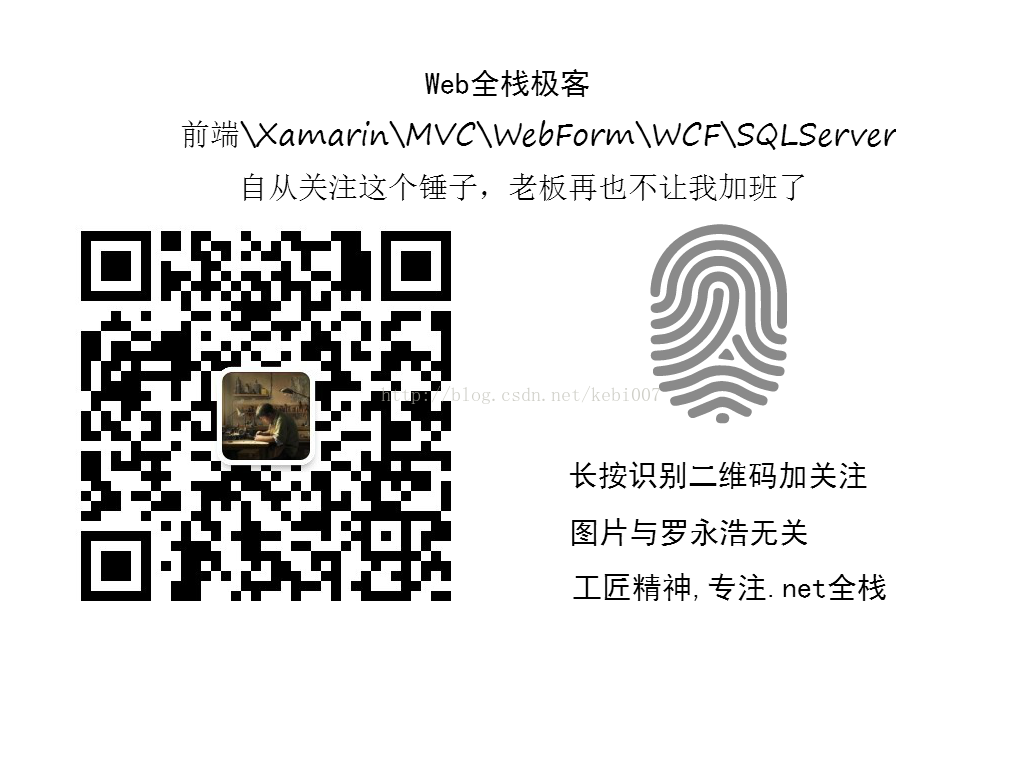 Web全栈极客
前端\Xamarin\MVC\WebForm\WCF\SQLServer
自从关注这个锤子，老板再也不让我加班了
http://blog.csdn.net/kebi007
长按识别二维码加关注
图片与罗永浩无关
工匠精神,专注.net全栈